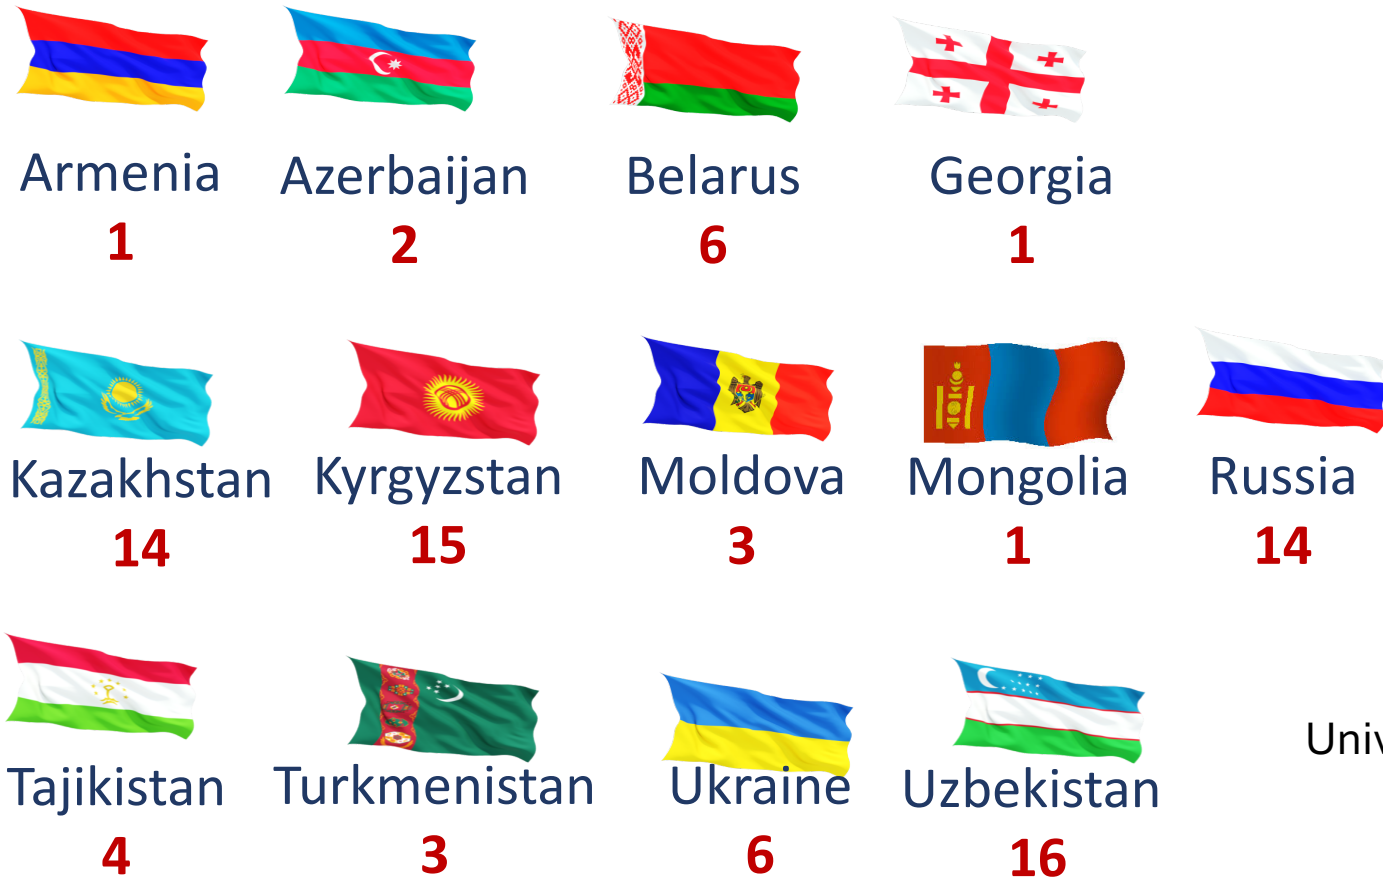 Armenia Azerbaijan Belarus Georgia
1 2 6 1
Kazakhstan Kyrgyzstan Moldova Mongolia Russia
14 15 3 1 14
Tajikistan Turkmenistan Ukraine Uzbekistan
4 3 6 16